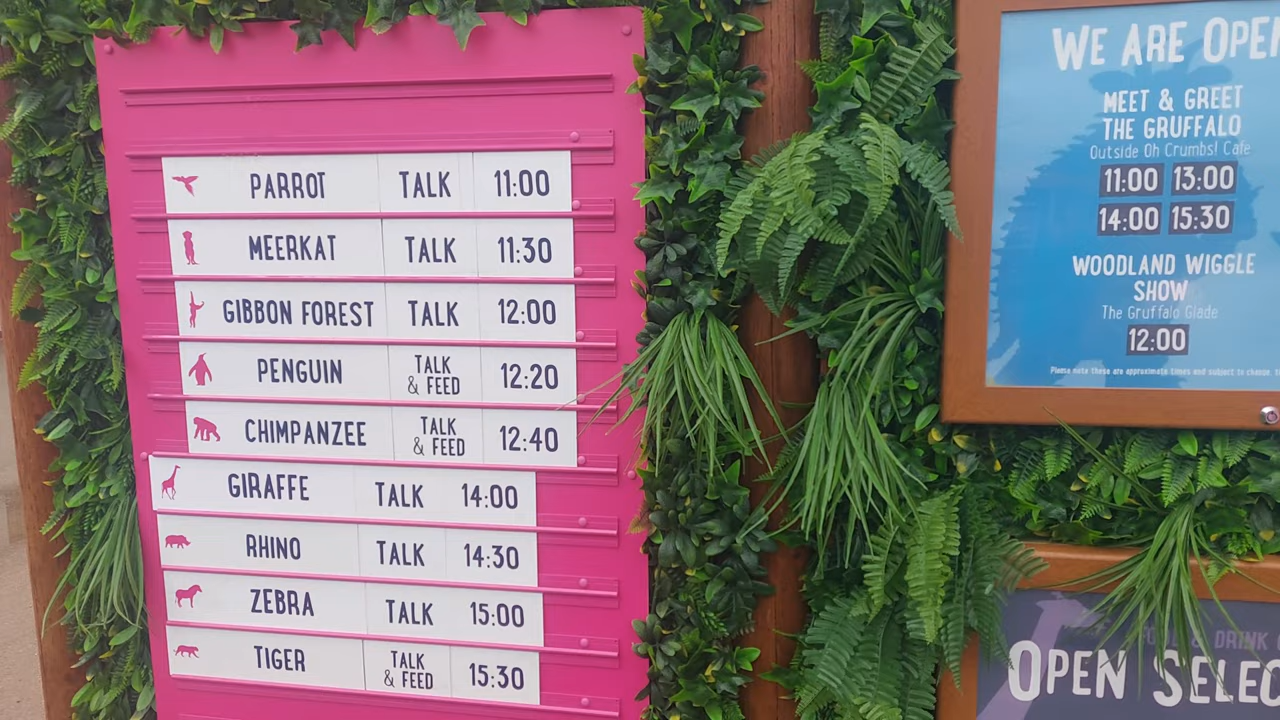 PARROT TALK 11:00
MEERKAT TALK 11:30
GIBBON FOREST TALK 12:00
PENGUIN TALK & FEED 12:20
CHIMPANZEE TALK & FEED 12:40
GIRAFFE TALK 14:00
RHINO TALK 14:30
ZEBRA TALK 15:00
TIGER TALK & FEED 15:30
WE ARE OPEN
MEET & GREET
THE GRUFFALO
Outside Oh Crumbs! Cafe
11:00 13:00
14:00 15:30
WOODLAND WIGGLE
SHOW
The Gruffalo Glade
12:00
Please note these are approximate times and subject to change.
& DRINK
OPEN SELEC